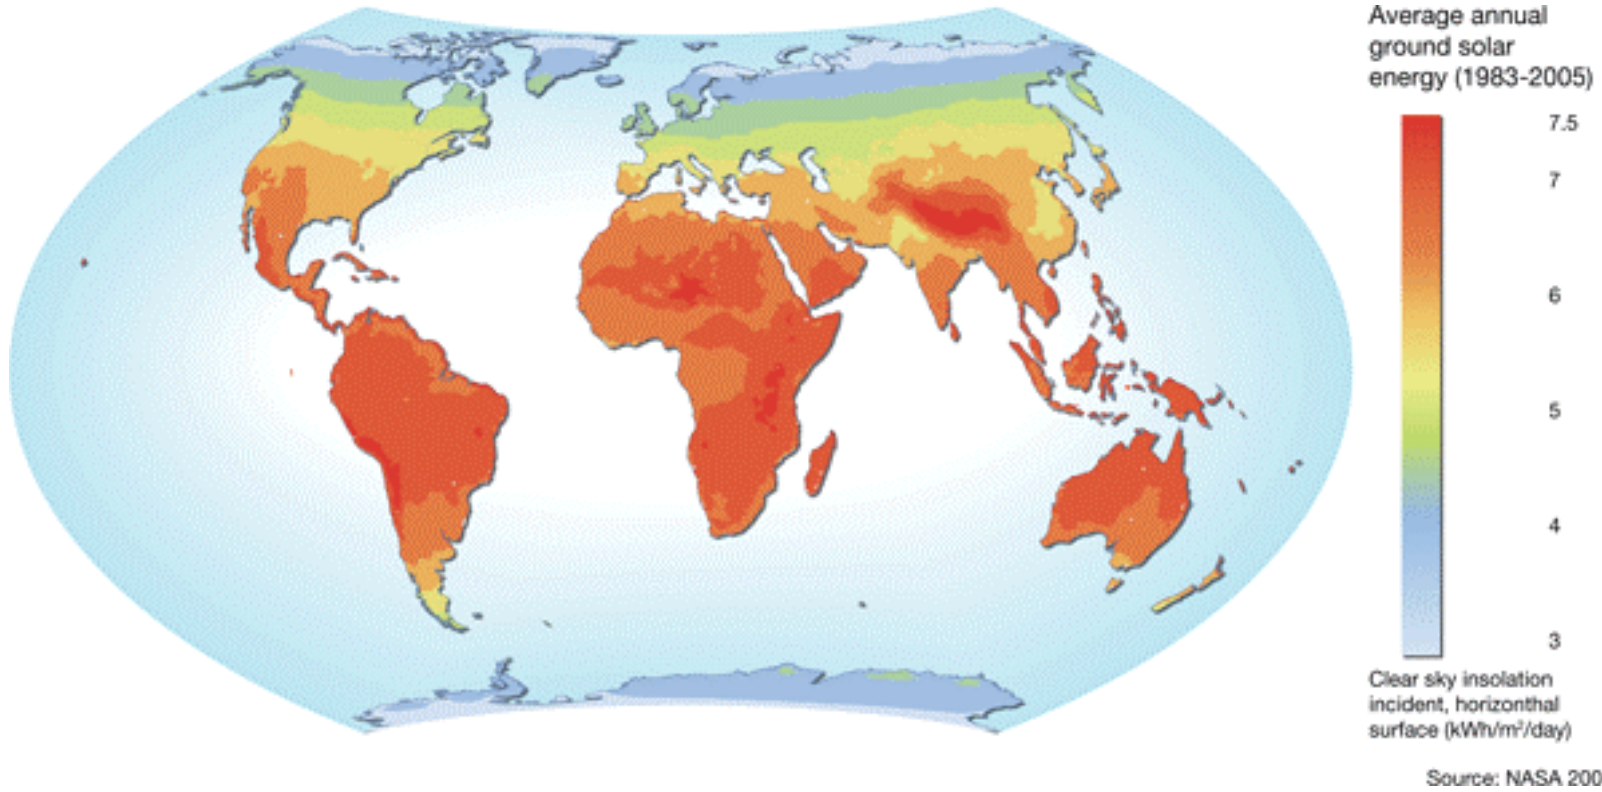 Average annual
ground solar
energy (1983-2005)
7.5
7
6
5
4
3
Clear sky insolation
incident, horizonthal
surface (kWh/m²/day)
Source: NASA 200